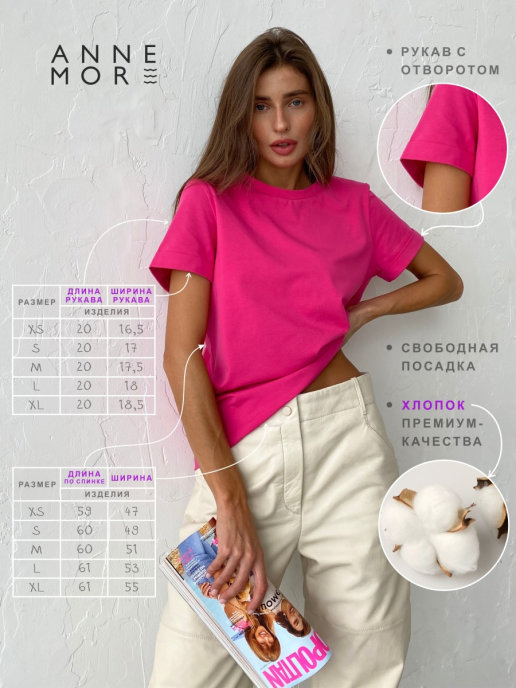 ANNE
MORE
РУКАВ С
ОТВОРОТОМ
ДЛИНА
РУКАВА
ШИРИНА
РУКАВА
РАЗМЕР
ИЗДЕЛИЯ
XS 20 16,5
S 20 17
M 20 17,5
L 20 18
XL 20 18,5
СВОБОДНАЯ
ПОСАДКА
ХЛОПОК
ПРЕМИУМ-
КАЧЕСТВА
ДЛИНА
ПО СПИНКЕ
ШИРИНА
РАЗМЕР
ИЗДЕЛИЯ
XS 59 47
S 60 49
M 60 51
L 61 53
XL 61 55
OPOLITAN